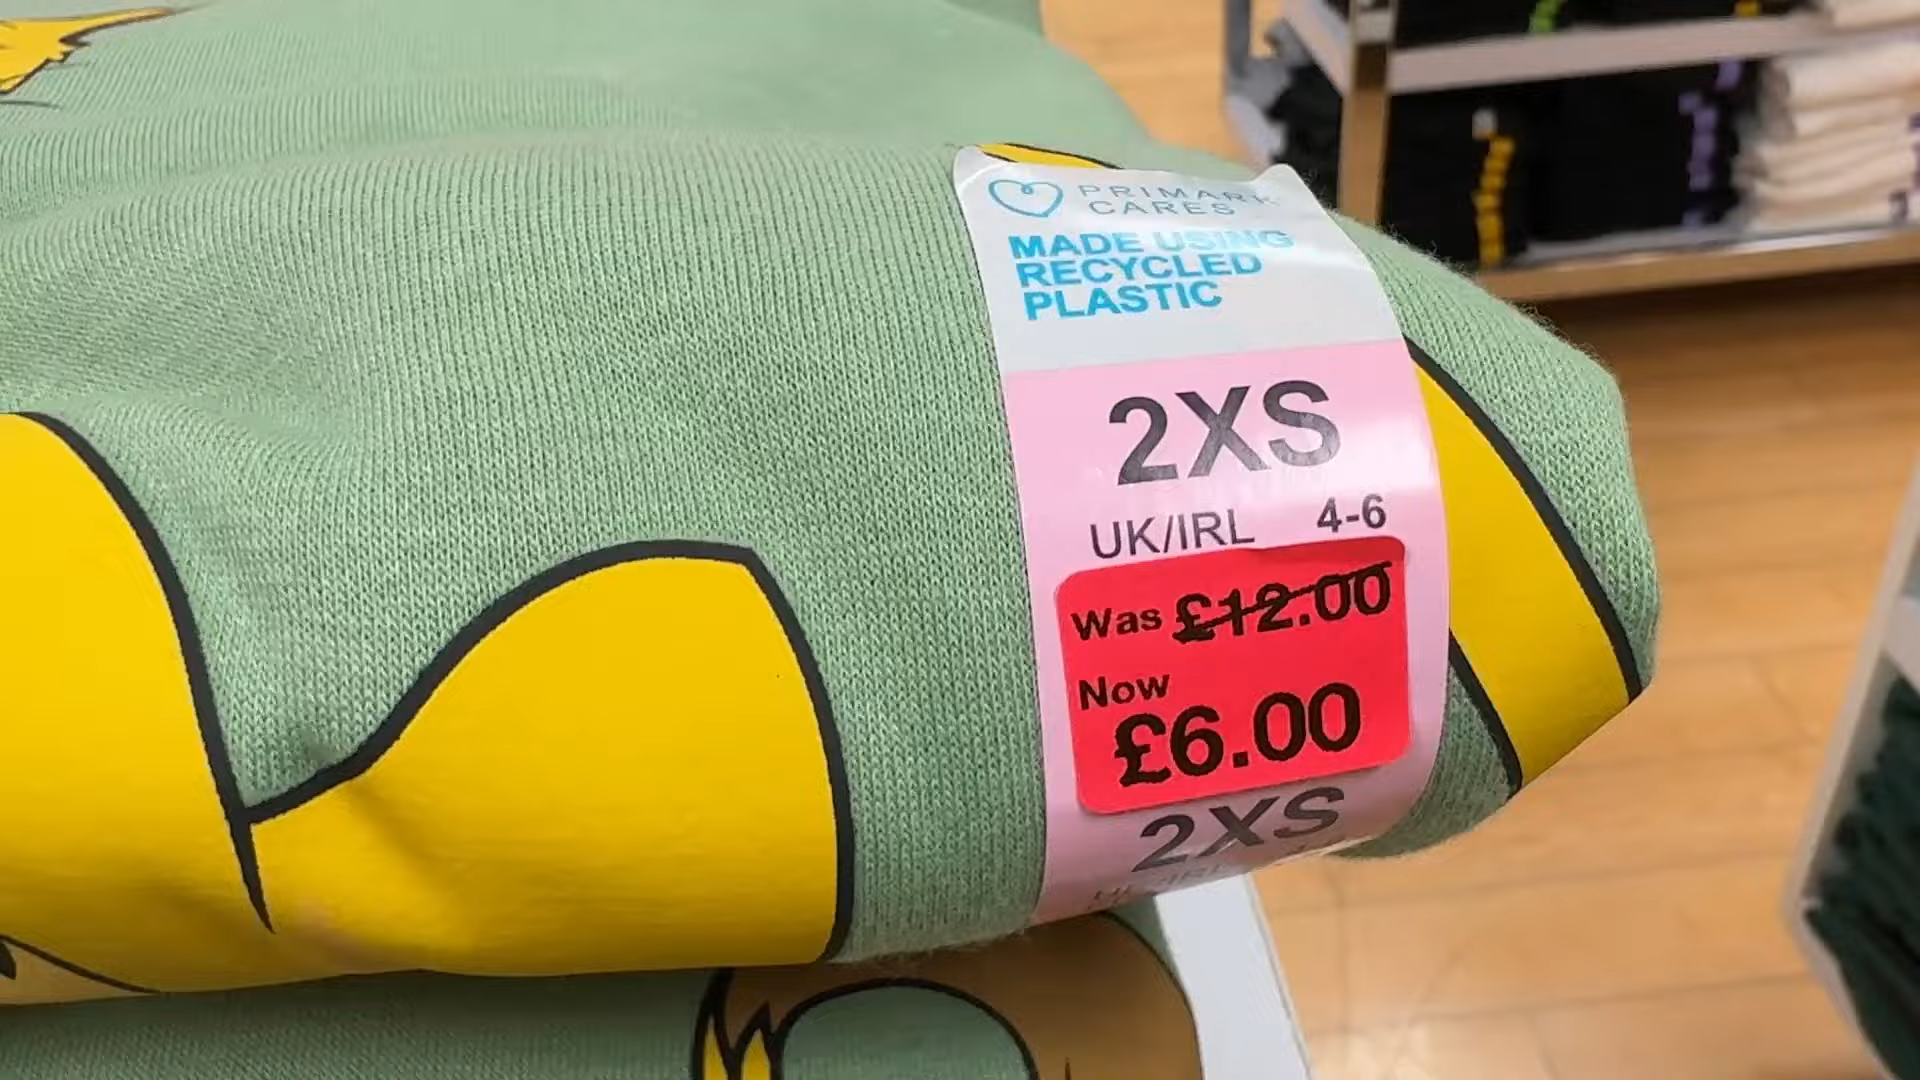 PRIMARK
CARES
MADE USING
RECYCLED
PLASTIC
2XS
UK/IRL 4-6
Was £12.00
Now
£6.00
2XS